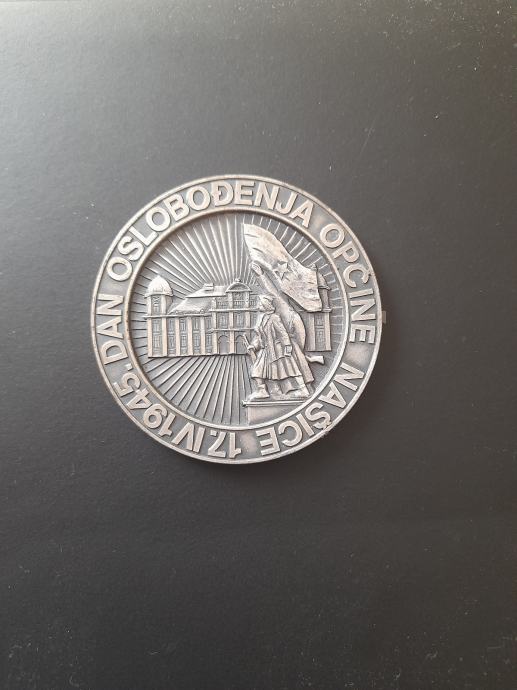 17. IV 1945. DAN OSLOBOĐENJA OPĆINE NAŠICE